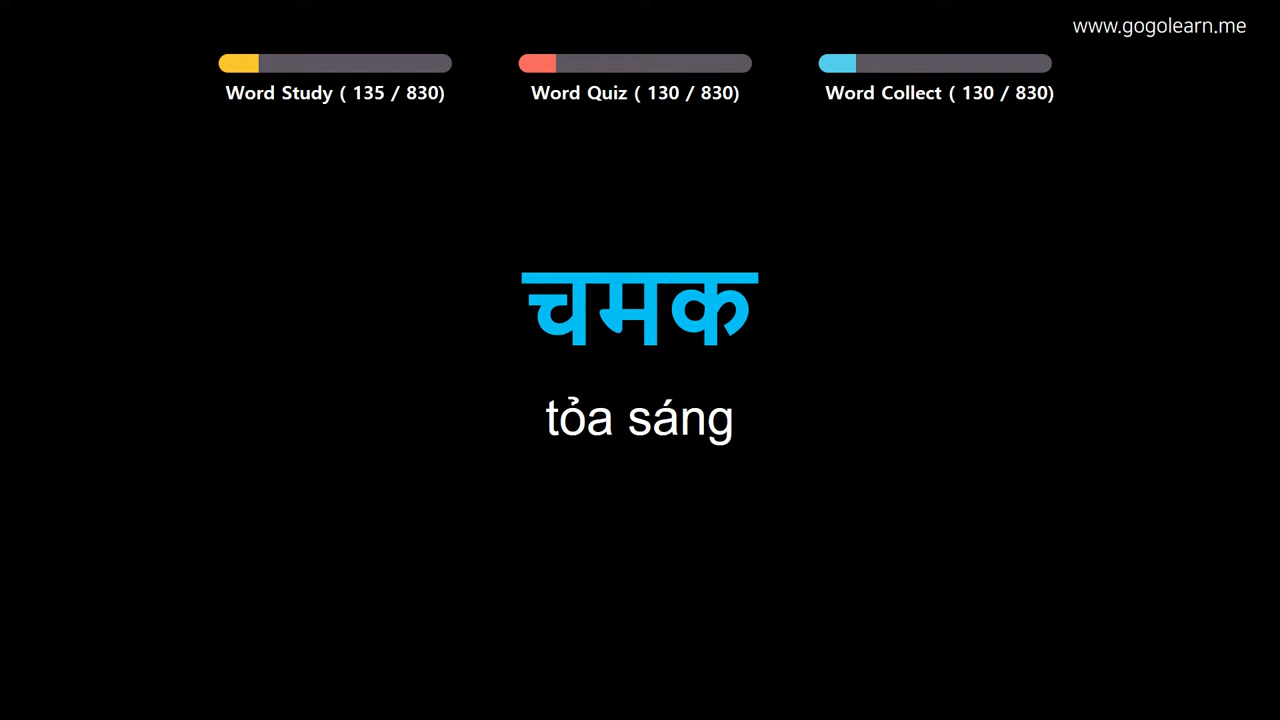 www.gogolearn.me
Word Study ( 135 / 830)
Word Quiz ( 130 / 830)
Word Collect ( 130 / 830)
चमक
tỏa sáng